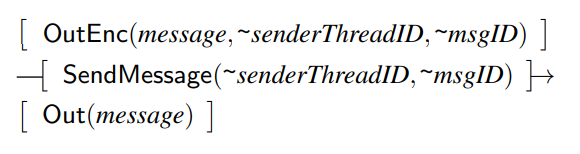 [ OutEnc(message,~senderThreadID,~msgID) ]
—[ SendMessage(~senderThreadID,~msgID) ]→
[ Out(message) ]